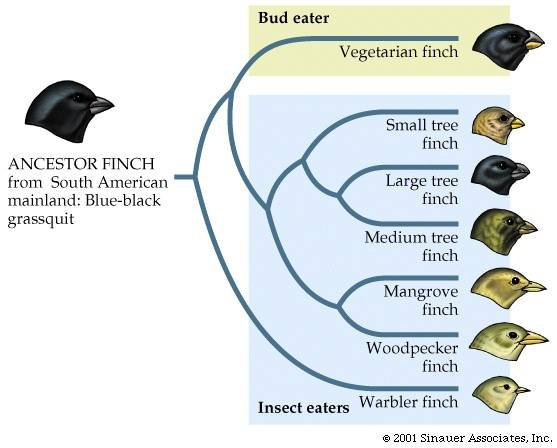 Bud eater
Vegetarian finch
Small tree
finch
ANCESTOR FINCH
from South American
mainland: Blue-black
grassquit
Large tree
finch
Medium tree
finch
Mangrove
finch
Woodpecker
finch
Insect eaters
Warbler finch
© 2001 Sinauer Associates, Inc.